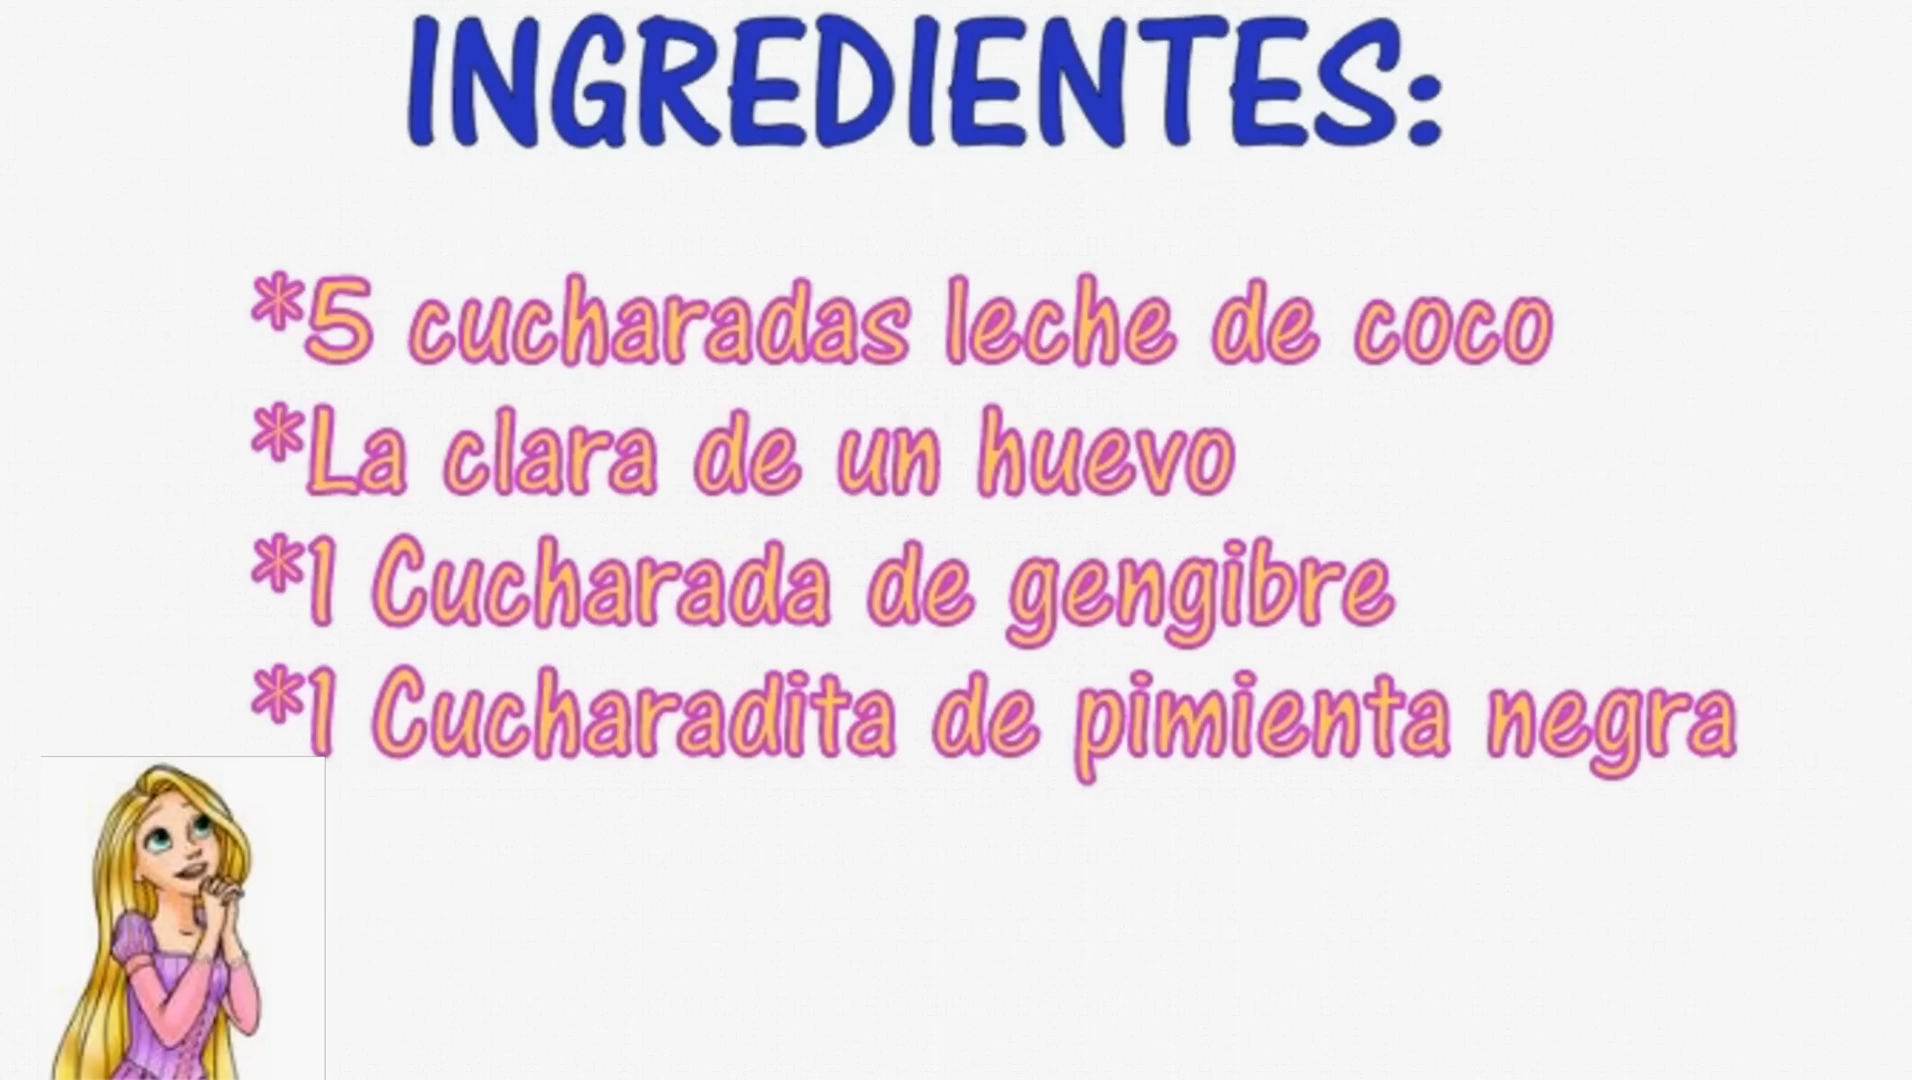 INGREDIENTES:
*5 cucharadas leche de coco
*La clara de un huevo
*1 Cucharada de gengibre
*1 Cucharadita de pimienta negra